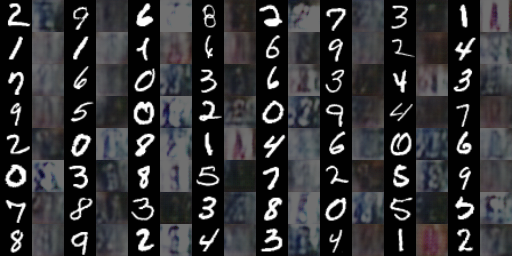 2 9 6 8 2 7 3 1
1 1 1 6 6 9 2 4
7 6 0 3 6 3 4 3
9 5 0 2 0 9 4 7
2 0 8 1 4 6 0 6
0 3 8 5 7 2 5 9
7 8 3 3 8 0 5 5
8 9 2 4 3 4 1 2